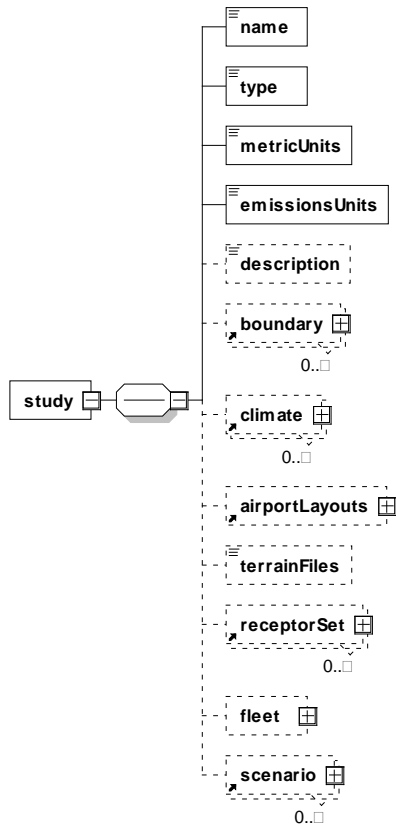 name
type
metricUnits
emissionsUnits
description
boundary
0..□
study
climate
0..□
airportLayouts
terrainFiles
receptorSet
0..□
fleet
scenario
0..□